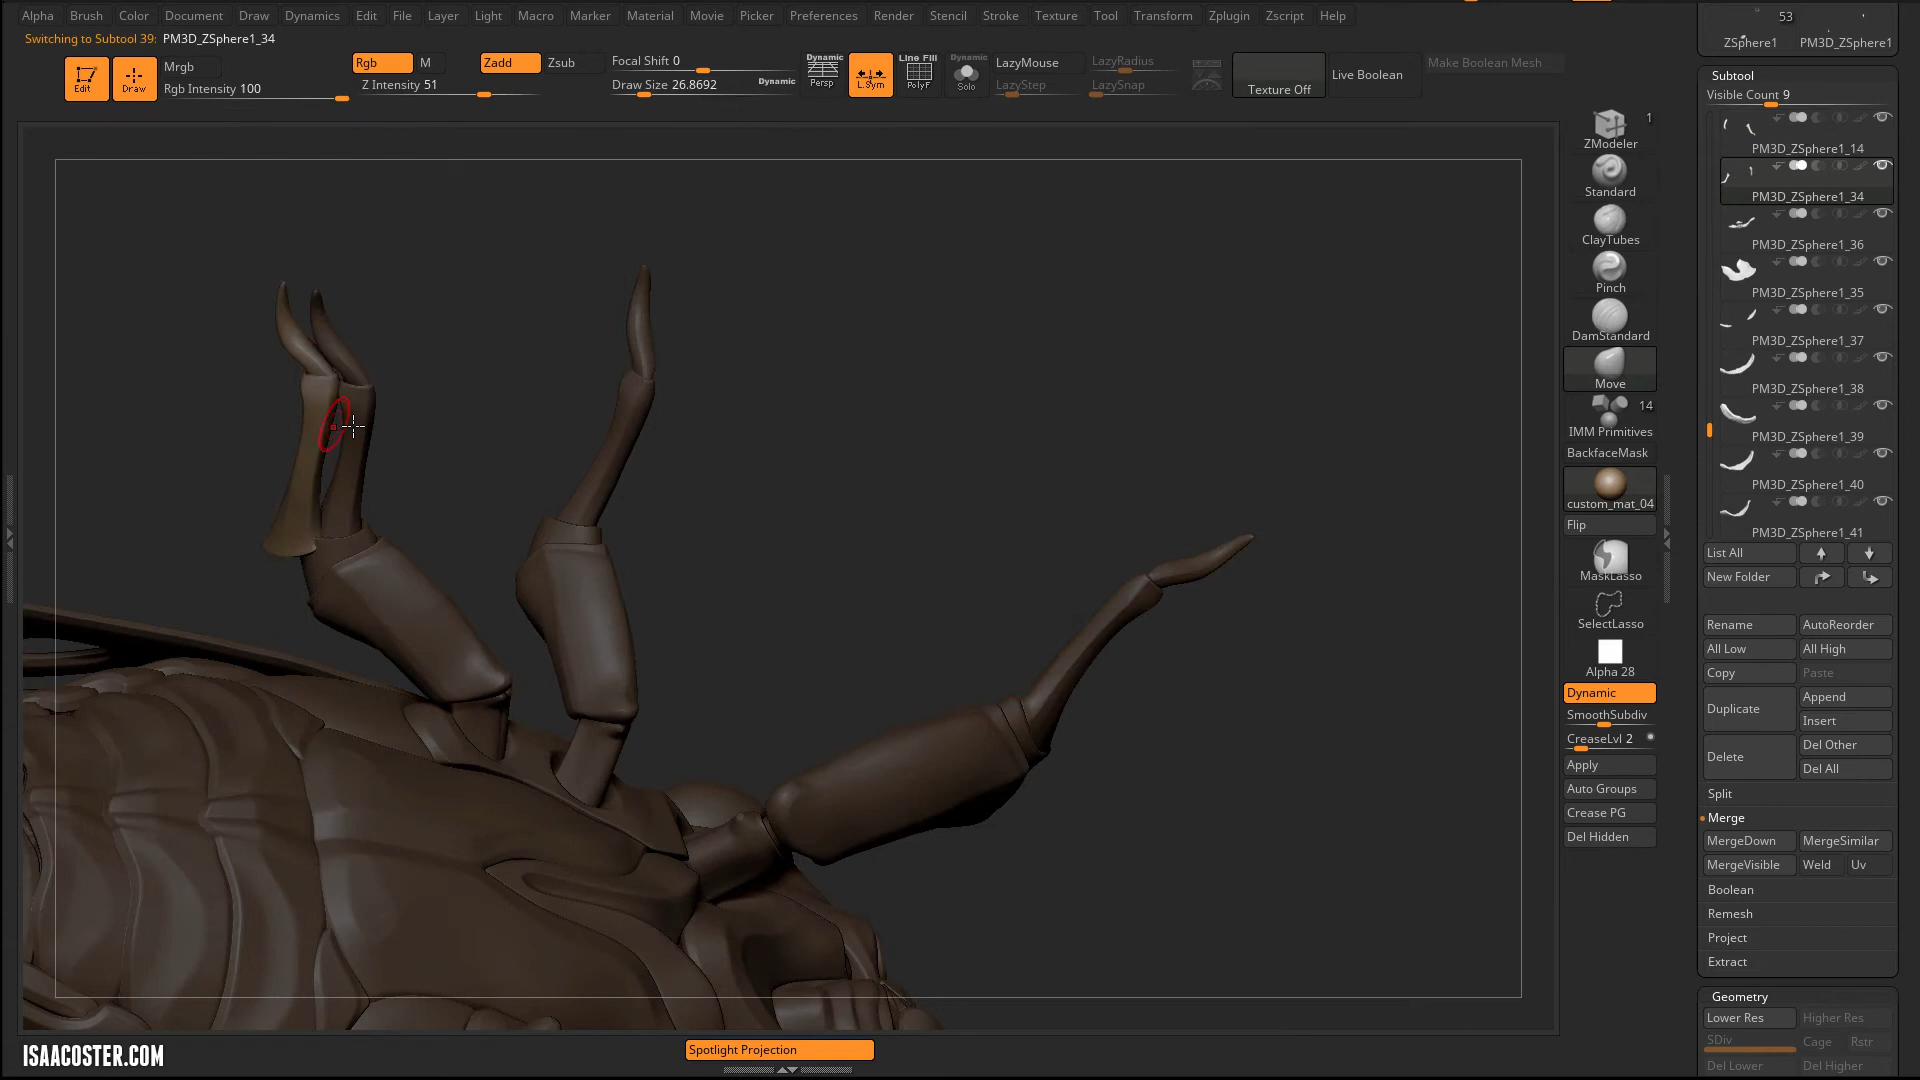 Alpha Brush Color Document Draw Dynamics Edit File Layer Light Macro Marker Material Movie Picker Preferences Render Stencil Stroke Texture Tool Transform Zplugin Zscript Help
Switching to Subtool 39: PM3D_ZSphere1_34
Edit
Draw
Mrgb
Rgb Intensity 100
Rgb
M
Zadd
Zsub
Z Intensity 51
Focal Shift 0
Draw Size 26.8692
Dynamic
Dynamic
Persp
L.Sym
Line Fill
PolyF
Dynamic
Solo
LazyMouse
LazyStep
LazyRadius
LazySnap
Texture Off
Live Boolean
Make Boolean Mesh
1
ZModeler
Standard
ClayTubes
Pinch
DamStandard
Move
14
IMM Primitives
BackfaceMask
custom_mat_04
Flip
MaskLasso
SelectLasso
Alpha 28
Dynamic
SmoothSubdiv
CreaseLvl 2
Apply
Auto Groups
Crease PG
Del Hidden
53
ZSphere1
PM3D_ZSphere1
Subtool
Visible Count 9
PM3D_ZSphere1_14
PM3D_ZSphere1_34
PM3D_ZSphere1_36
PM3D_ZSphere1_35
PM3D_ZSphere1_37
PM3D_ZSphere1_38
PM3D_ZSphere1_39
PM3D_ZSphere1_40
PM3D_ZSphere1_41
List All
New Folder
Rename AutoReorder
All Low All High
Copy Paste
Duplicate
Append
Insert
Delete
Del Other
Del All
Split
Merge
MergeDown MergeSimilar
MergeVisible Weld Uv
Boolean
Remesh
Project
Extract
Geometry
Lower Res Higher Res
SDiv Cage Rstr
Del Lower Del Higher
Spotlight Projection
ISAACOSTER.COM